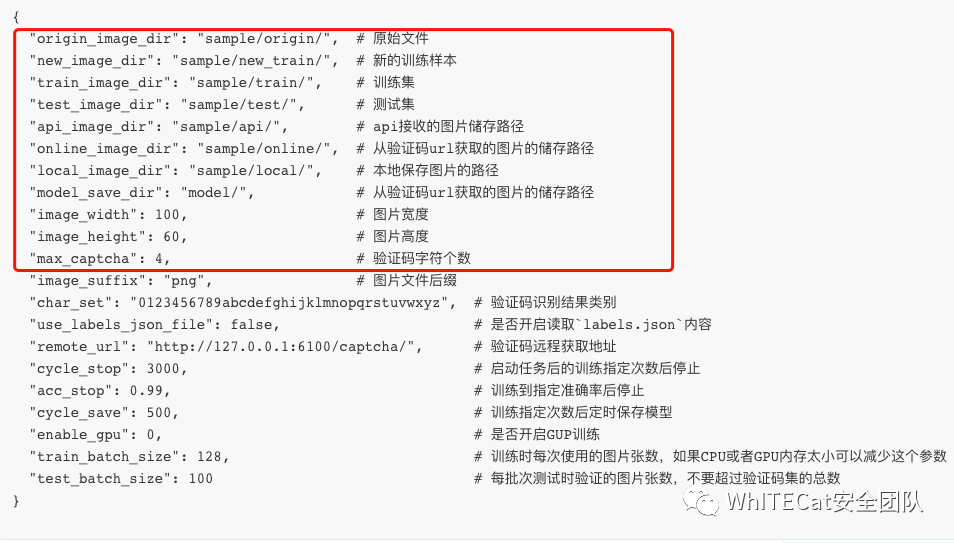 {
"origin_image_dir": "sample/origin/", # 原始文件
"new_image_dir": "sample/new_train/", # 新的训练样本
"train_image_dir": "sample/train/", # 训练集
"test_image_dir": "sample/test/", # 测试集
"api_image_dir": "sample/api/", # api接收的图片储存路径
"online_image_dir": "sample/online/", # 从验证码url获取的图片的储存路径
"local_image_dir": "sample/local/", # 本地保存图片的路径
"model_save_dir": "model/", # 从验证码url获取的图片的储存路径
"image_width": 100, # 图片宽度
"image_height": 60, # 图片高度
"max_captcha": 4, # 验证码字符个数
"image_suffix": "png", # 图片文件后缀
"char_set": "0123456789abcdefghijklmnopqrstuvwxyz", # 验证码识别结果类别
"use_labels_json_file": false, # 是否开启读取`labels.json`内容
"remote_url": "http://127.0.0.1:6100/captcha/", # 验证码远程获取地址
"cycle_stop": 3000, # 启动任务后的训练指定次数后停止
"acc_stop": 0.99, # 训练到指定准确率后停止
"cycle_save": 500, # 训练指定次数后定时保存模型
"enable_gpu": 0, # 是否开启GUP训练
"train_batch_size": 128, # 训练时每次使用的图片张数，如果CPU或者GPU内存太小可以减少这个参数
"test_batch_size": 100 # 每批次测试时验证的图片张数，不要超过验证码集的总数
}
WhITECat安全团队